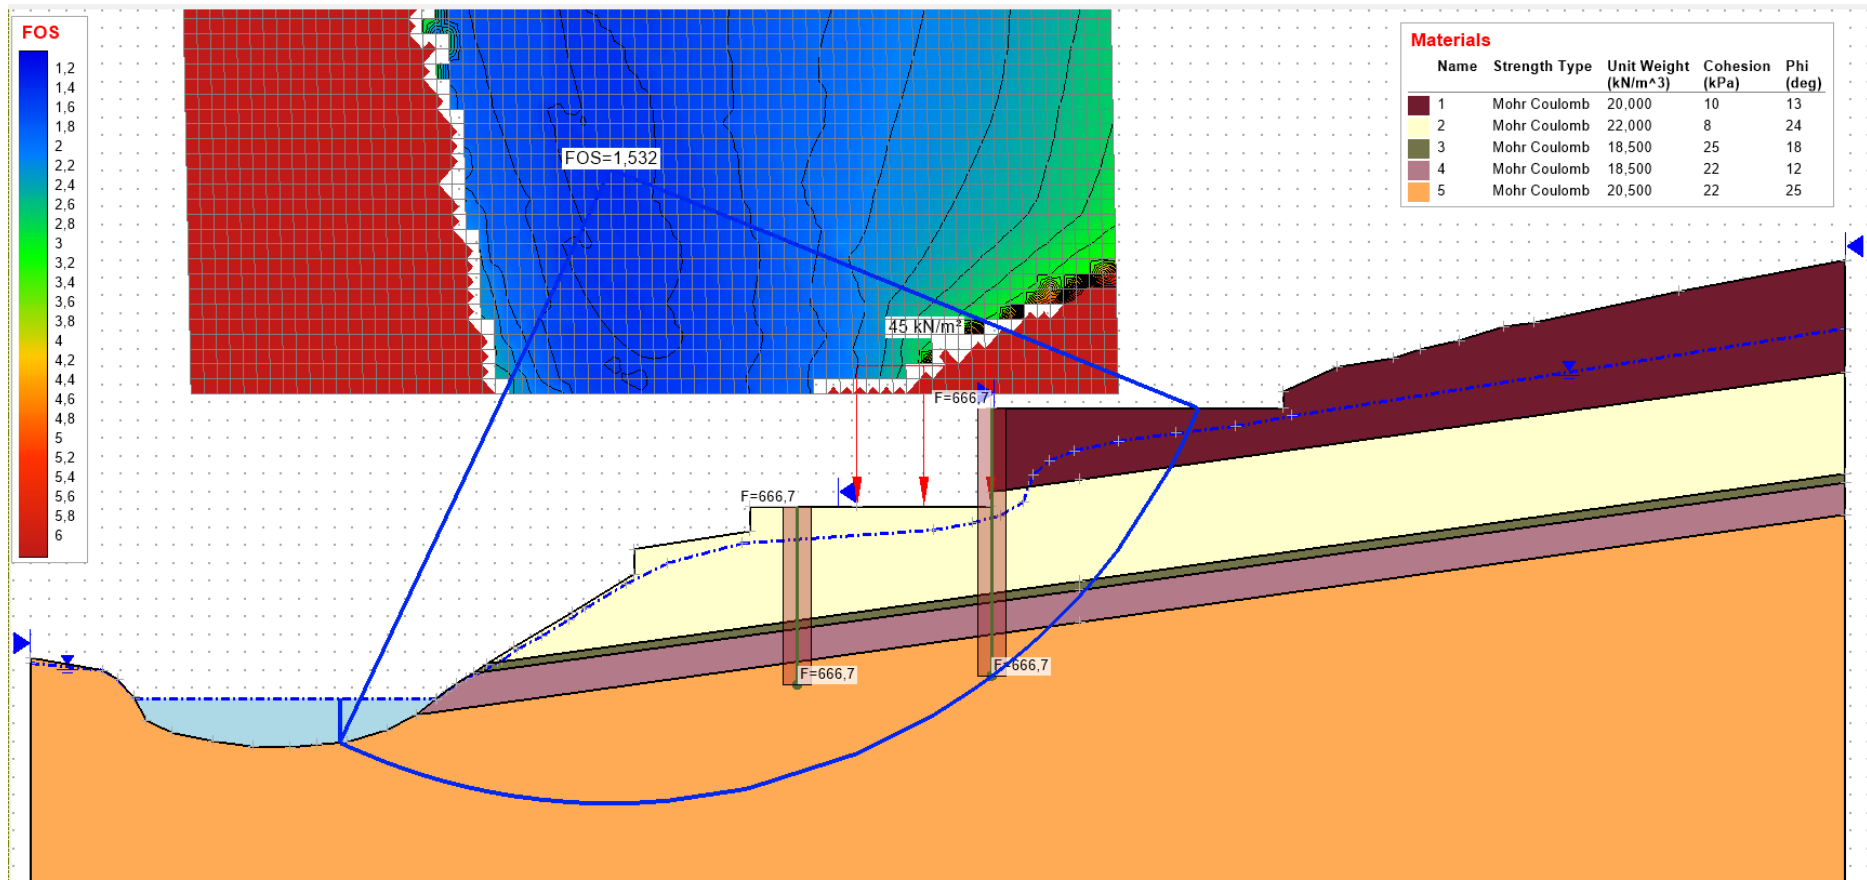 FOS
1,2
1,4
1,6
1,8
2
2,2
2,4
2,6
2,8
3
3,2
3,4
3,6
3,8
4
4,2
4,4
4,6
4,8
5
5,2
5,4
5,6
5,8
6
FOS=1,532
45 kN/m²
F=666,7
F=666,7
F=666,7
F=666,7
Materials
Name Strength Type Unit Weight (kN/m^3) Cohesion (kPa) Phi (deg)
1 Mohr Coulomb 20,000 10 13
2 Mohr Coulomb 22,000 8 24
3 Mohr Coulomb 18,500 25 18
4 Mohr Coulomb 18,500 22 12
5 Mohr Coulomb 20,500 22 25